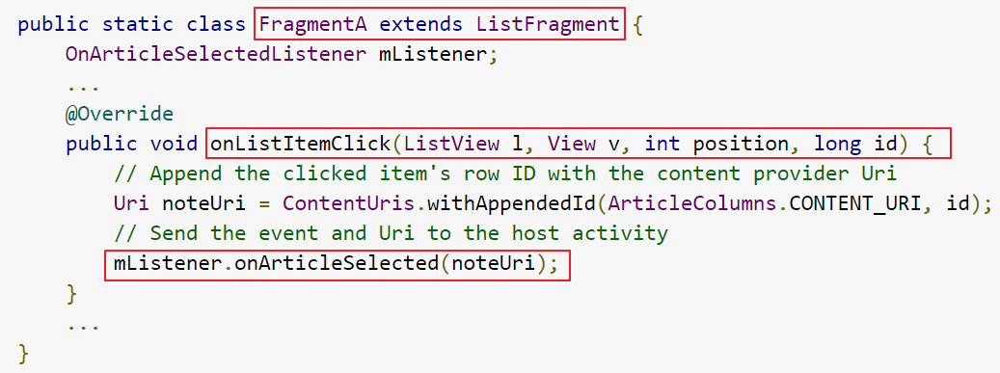 public static class FragmentA extends ListFragment {
    OnArticleSelectedListener mListener;
    ...
    @Override
    public void onListItemClick(ListView l, View v, int position, long id) {
        // Append the clicked item's row ID with the content provider Uri
        Uri noteUri = ContentUris.withAppendedId(ArticleColumns.CONTENT_URI, id);
        // Send the event and Uri to the host activity
        mListener.onArticleSelected(noteUri);
    }
    ...
}